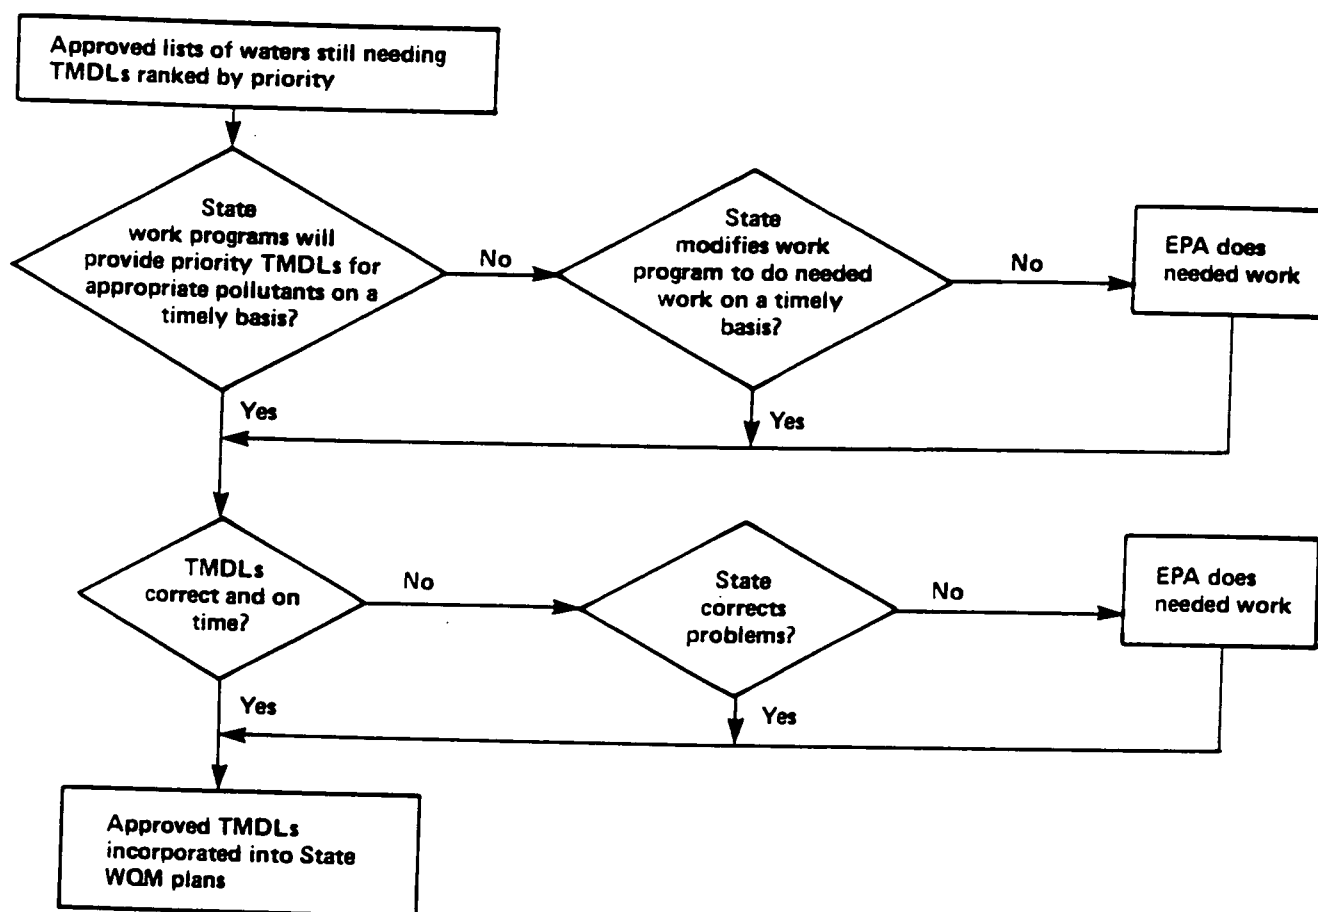 Approved lists of waters still needing
TMDLs ranked by priority
State
work programs will
provide priority TMDLs for
appropriate pollutants on a
timely basis?
No
State
modifies work
program to do needed
work on a timely
basis?
No
EPA does
needed work
Yes
Yes
TMDLs
correct and on
time?
No
State
corrects
problems?
No
EPA does
needed work
Yes
Yes
Approved TMDLs
incorporated into State
WQM plans